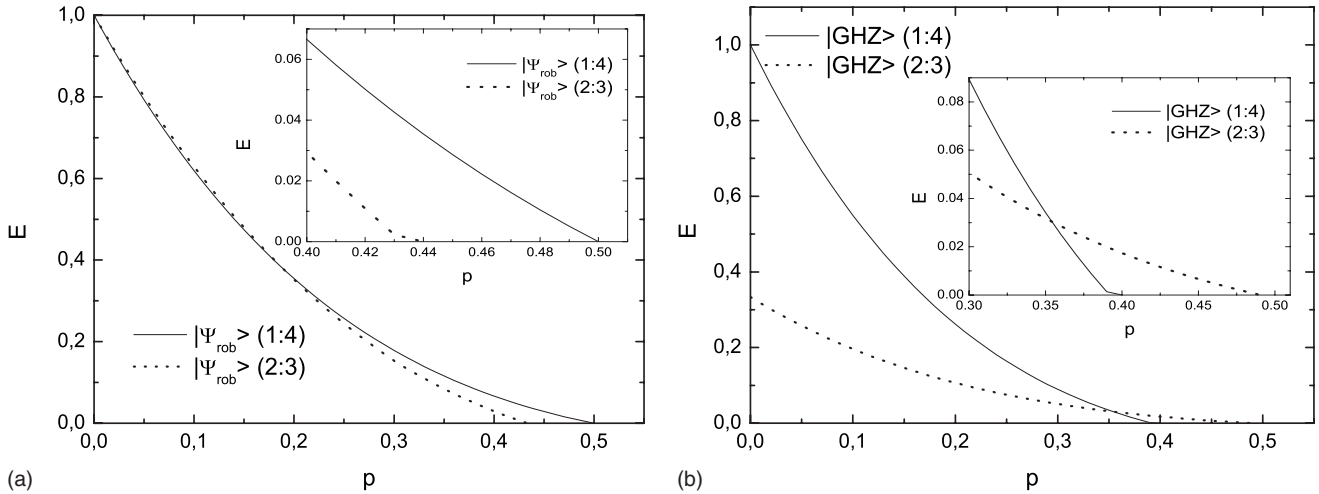 1,0
0,8
0,6
0,4
0,2
0,0
E
0,0 0,1 0,2 0,3 0,4 0,5
p
|Ψrob> (1:4)
|Ψrob> (2:3)
0.06
0.04
0.02
0.00
E
0.40 0.42 0.44 0.46 0.48 0.50
p
|Ψrob> (1:4)
|Ψrob> (2:3)
(a)
1,0
0,8
0,6
0,4
0,2
0,0
E
0,0 0,1 0,2 0,3 0,4 0,5
p
|GHZ> (1:4)
|GHZ> (2:3)
0.08
0.06
0.04
0.02
0.00
E
0.30 0.35 0.40 0.45 0.50
p
|GHZ> (1:4)
|GHZ> (2:3)
(b)